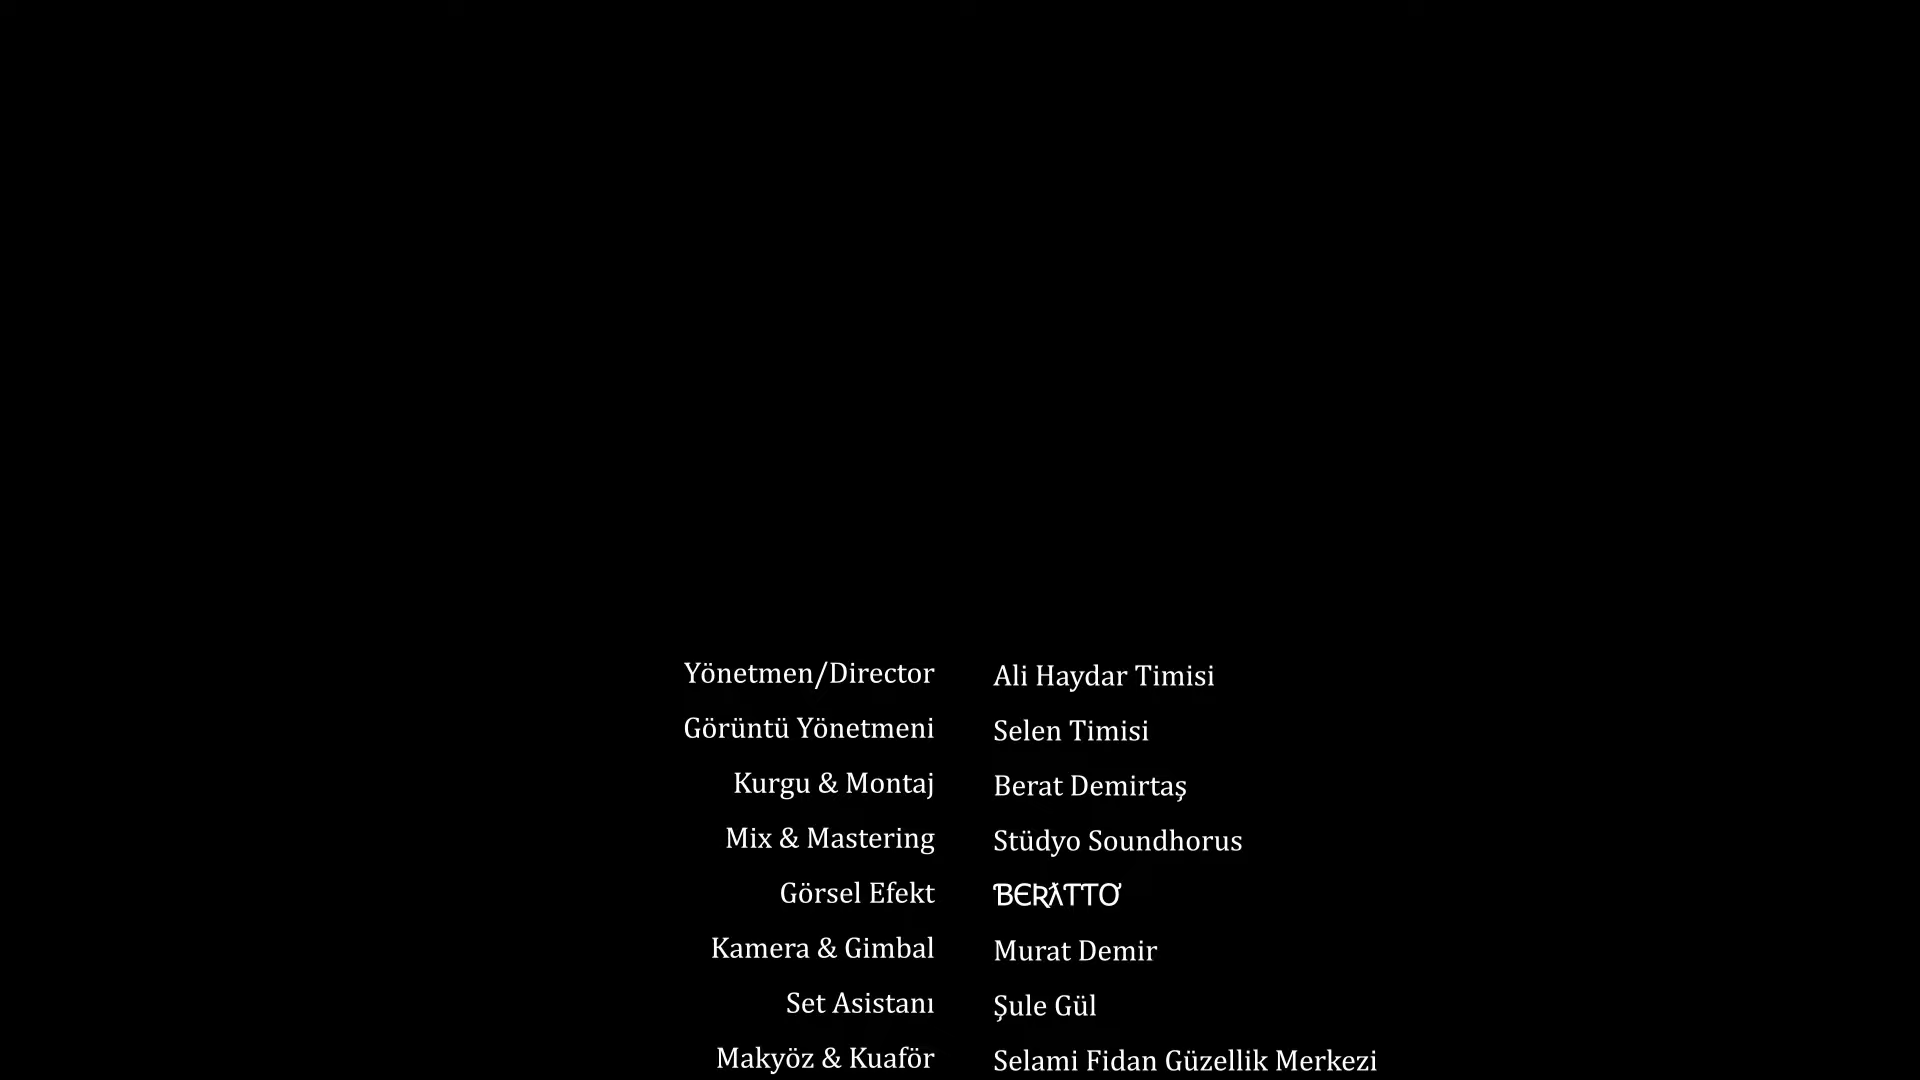 Yönetmen/Director Ali Haydar Timisi
Görüntü Yönetmeni Selen Timisi
Kurgu & Montaj Berat Demirtaş
Mix & Mastering Stüdyo Soundhorus
Görsel Efekt ƁЄƦƛƬƬƠ
Kamera & Gimbal Murat Demir
Set Asistanı Şule Gül
Makyöz & Kuaför Selami Fidan Güzellik Merkezi